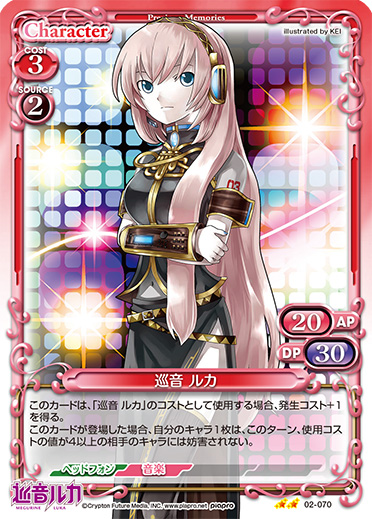 Precious Memories
Character
illustrated by KEI
COST
3
SOURCE
2
03
20 AP
DP 30
巡音 ルカ
このカードは、「巡音 ルカ」のコストとして使用する場合、発生コスト+1
を得る。
このカードが登場した場合、自分のキャラ1枚は、このターン、使用コス
トの値が4以上の相手のキャラには妨害されない。
ヘッドフォン 音楽
巡音ルカ
MEGURINE LUKA
02-070
©Crypton Future Media, INC. www.piapro.net piapro